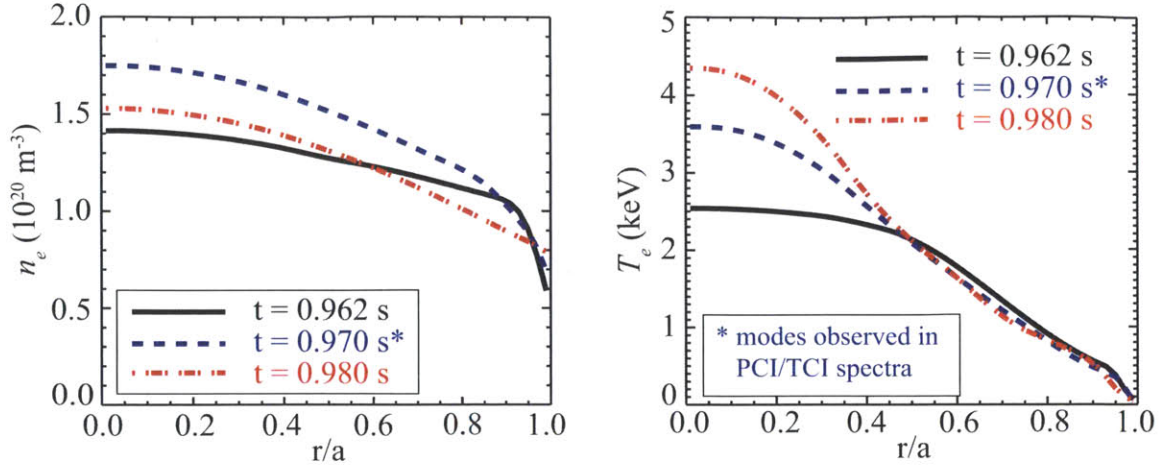 2.0
1.5
1.0
0.5
0.0
n_e (10^20 m^-3)
t = 0.962 s
t = 0.970 s*
t = 0.980 s
0.0 0.2 0.4 0.6 0.8 1.0
r/a
5
4
3
2
1
0
T_e (keV)
t = 0.962 s
t = 0.970 s*
t = 0.980 s
* modes observed in
PCI/TCI spectra
0.0 0.2 0.4 0.6 0.8 1.0
r/a